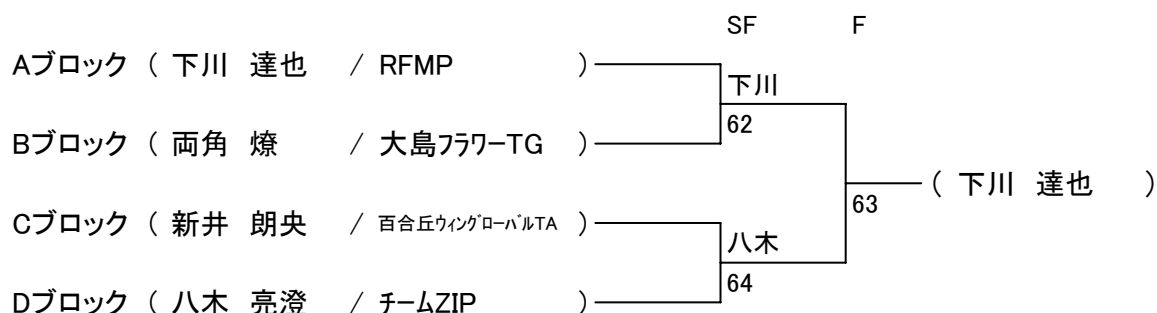 SF F
Aブロック ( 下川 達也 / RFMP )
下川
62
Bブロック ( 両角 燎 / 大島フラワーTG )
63 ( 下川 達也 )
Cブロック ( 新井 朗央 / 百合丘ウィングローバルTA )
八木
64
Dブロック ( 八木 亮澄 / チームZIP )